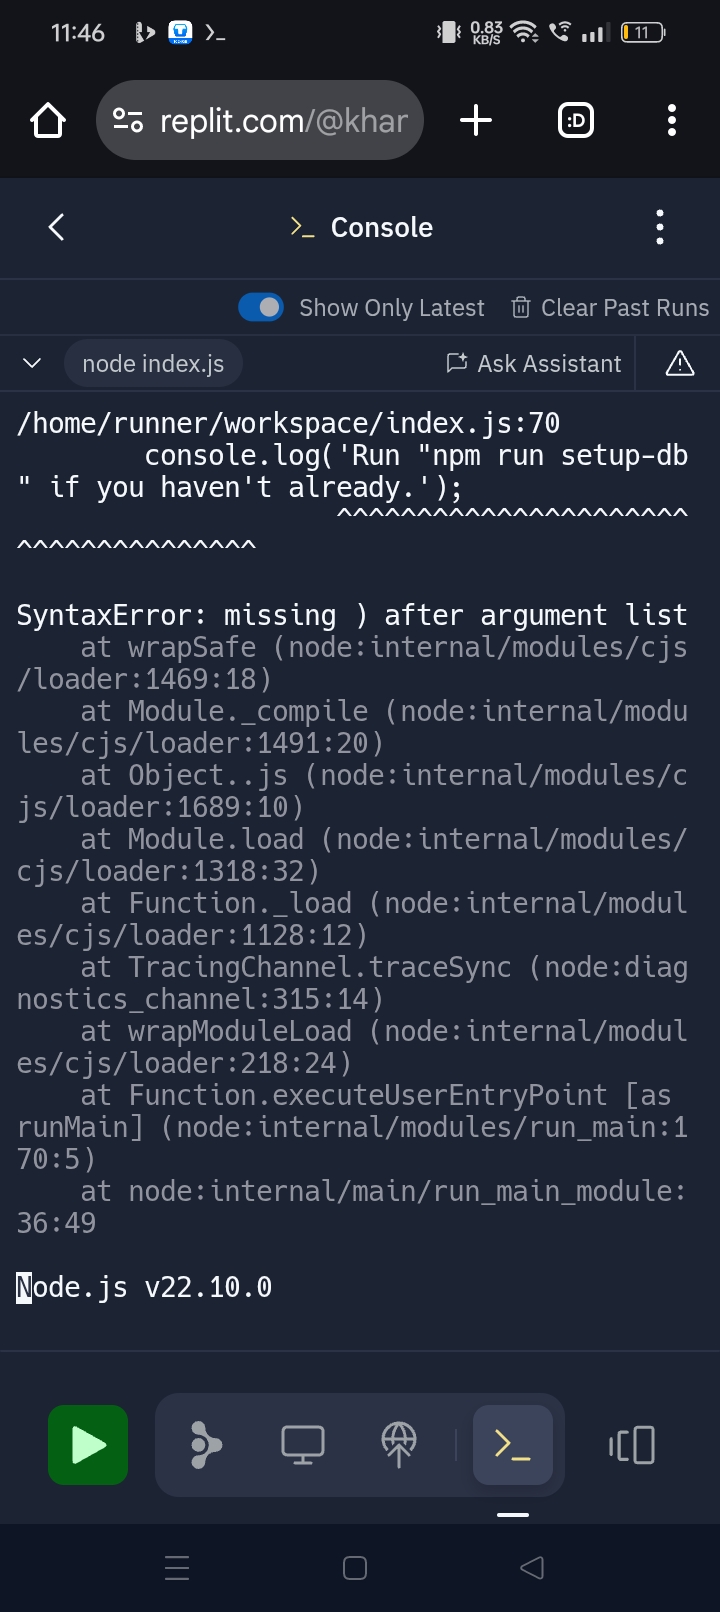 11:46
0.83
KB/S
11
replit.com/@khar
:D
Console
Show Only Latest
Clear Past Runs
node index.js
Ask Assistant
/home/runner/workspace/index.js:70
        console.log('Run "npm run setup-db
" if you haven't already.');
                    ^^^^^^^^^^^^^^^^^^^^^^
^^^^^^^^^^^^^^^
SyntaxError: missing ) after argument list
    at wrapSafe (node:internal/modules/cjs
/loader:1469:18)
    at Module._compile (node:internal/modu
les/cjs/loader:1491:20)
    at Object..js (node:internal/modules/c
js/loader:1689:10)
    at Module.load (node:internal/modules/
cjs/loader:1318:32)
    at Function._load (node:internal/modul
es/cjs/loader:1128:12)
    at TracingChannel.traceSync (node:diag
nostics_channel:315:14)
    at wrapModuleLoad (node:internal/modul
es/cjs/loader:218:24)
    at Function.executeUserEntryPoint [as
runMain] (node:internal/modules/run_main:1
70:5)
    at node:internal/main/run_main_module:
36:49
Node.js v22.10.0